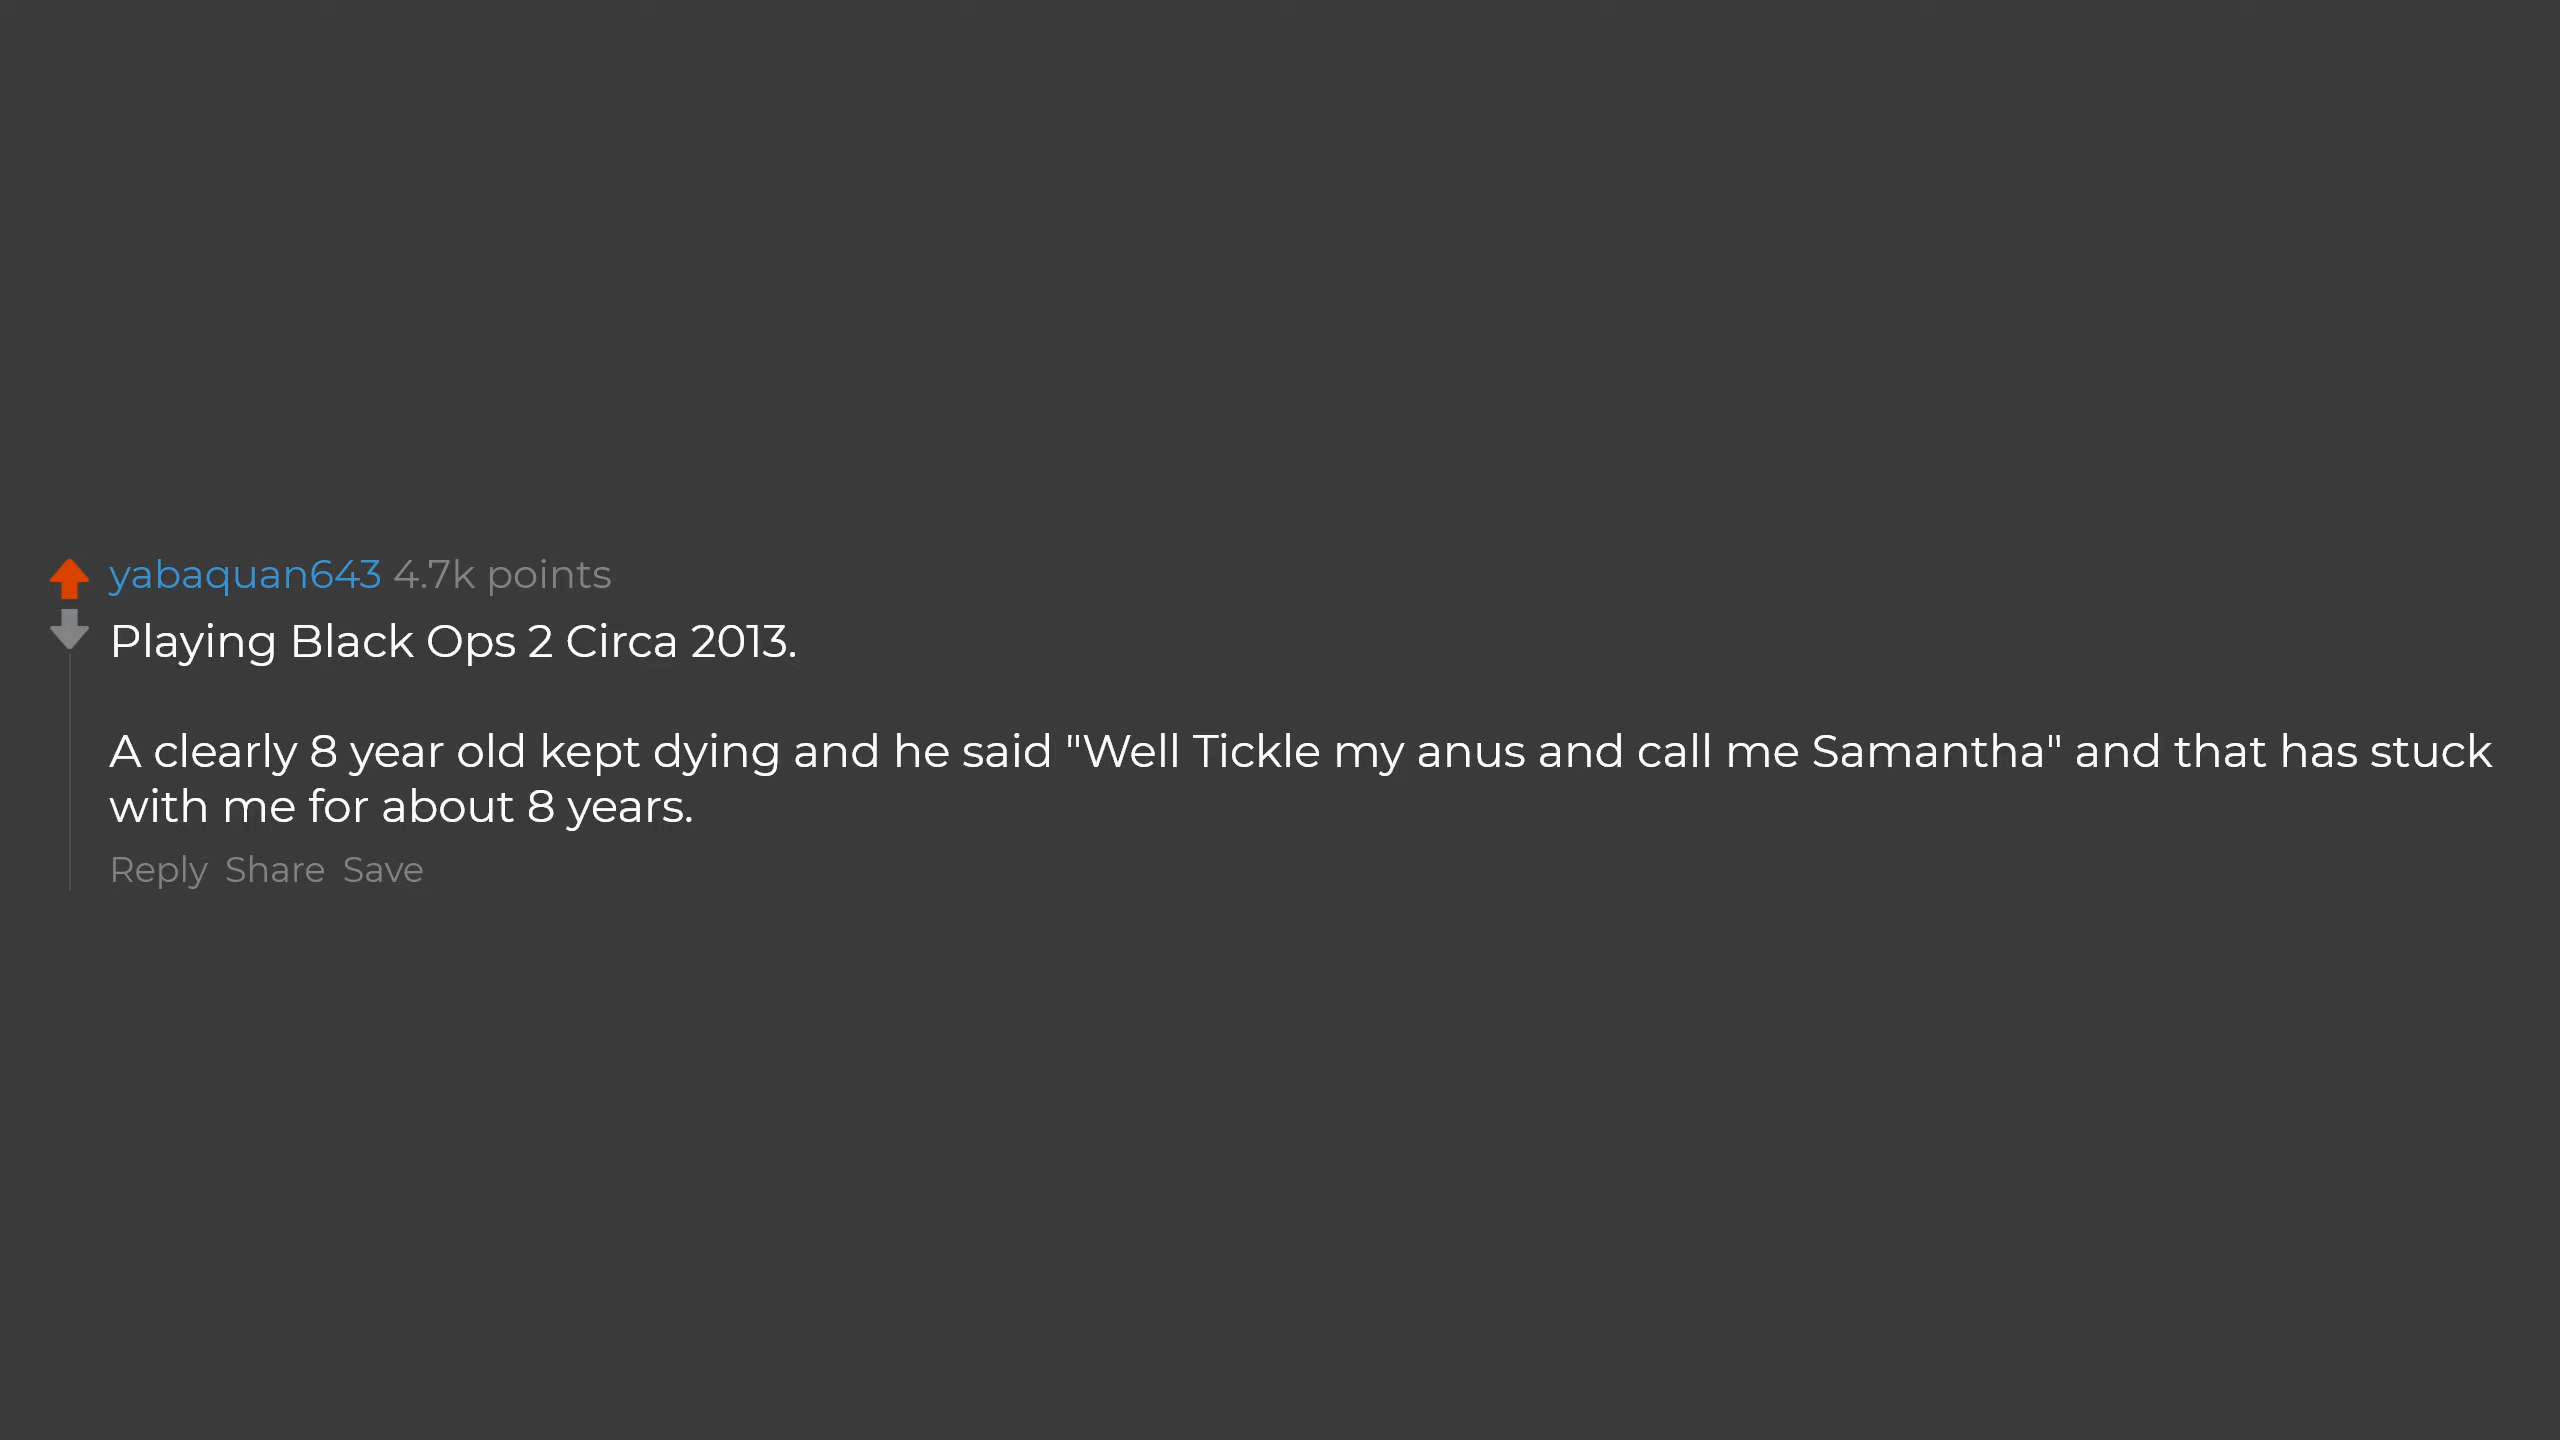 yabaquan643 4.7k points
Playing Black Ops 2 Circa 2013.
A clearly 8 year old kept dying and he said "Well Tickle my anus and call me Samantha" and that has stuck
with me for about 8 years.
Reply Share Save